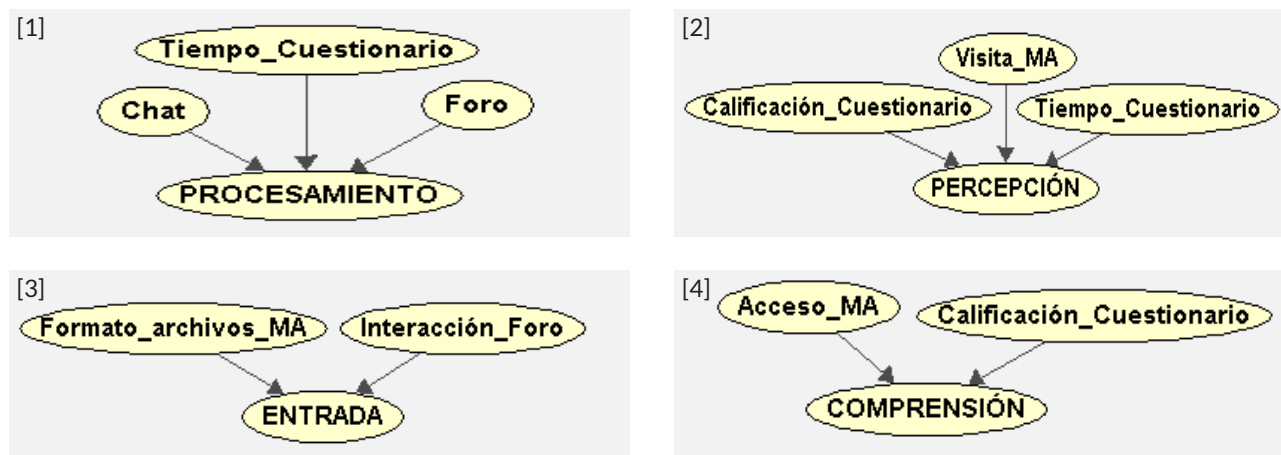 [1]
Tiempo_Cuestionario
Chat
Foro
PROCESAMIENTO
[2]
Visita_MA
Calificación_Cuestionario
Tiempo_Cuestionario
PERCEPCIÓN
[3]
Formato_archivos_MA
Interacción_Foro
ENTRADA
[4]
Acceso_MA
Calificación_Cuestionario
COMPRENSIÓN